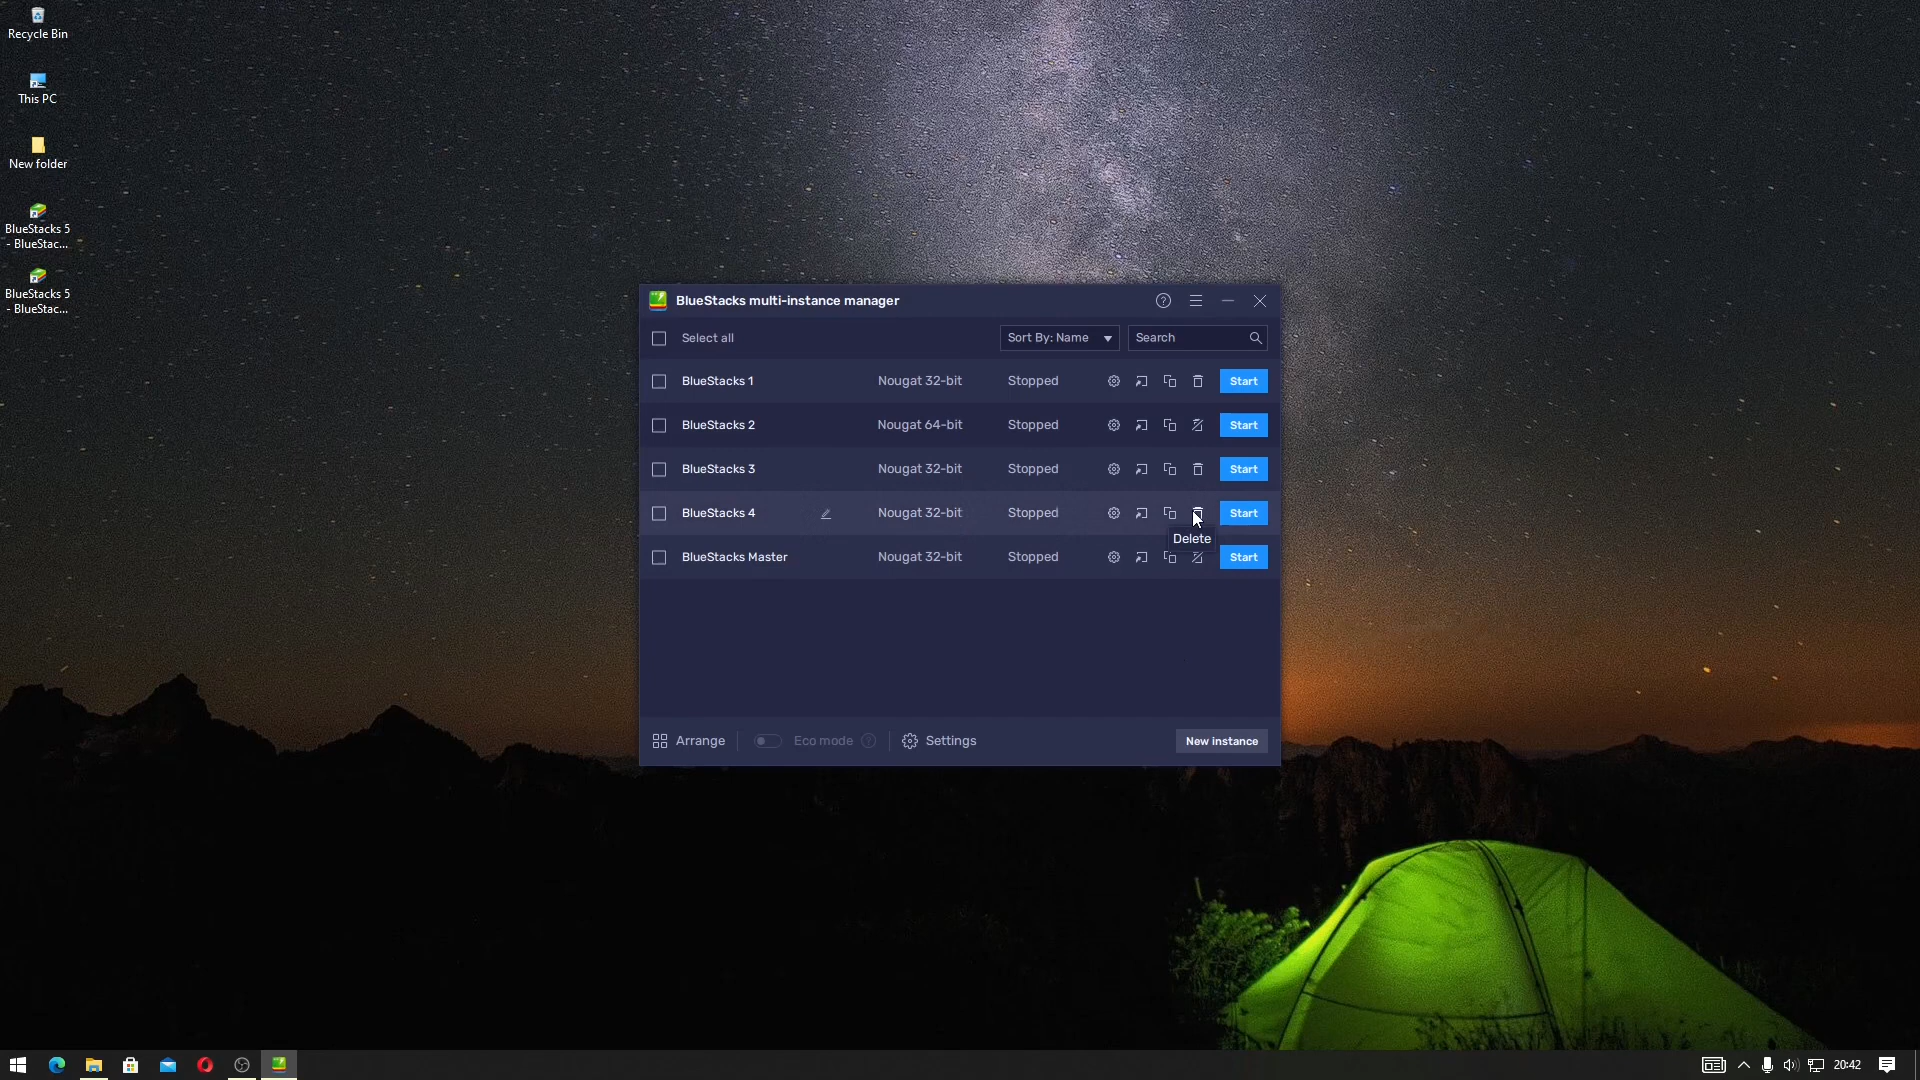 Recycle Bin
This PC
New folder
BlueStacks 5
- BlueStac...
BlueStacks 5
- BlueStac...
BlueStacks multi-instance manager
Select all
Sort By: Name
Search
BlueStacks 1 Nougat 32-bit Stopped Start
BlueStacks 2 Nougat 64-bit Stopped Start
BlueStacks 3 Nougat 32-bit Stopped Start
BlueStacks 4 Nougat 32-bit Stopped Start
Delete
BlueStacks Master Nougat 32-bit Stopped Start
Arrange Eco mode ? Settings New instance
20:42